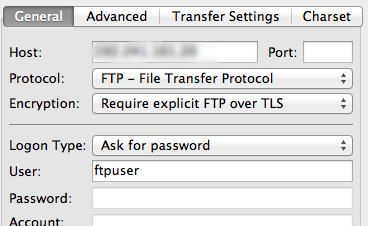 General Advanced Transfer Settings Charset
Host: Port:
Protocol: FTP - File Transfer Protocol
Encryption: Require explicit FTP over TLS
Logon Type: Ask for password
User: ftpuser
Password:
Account: